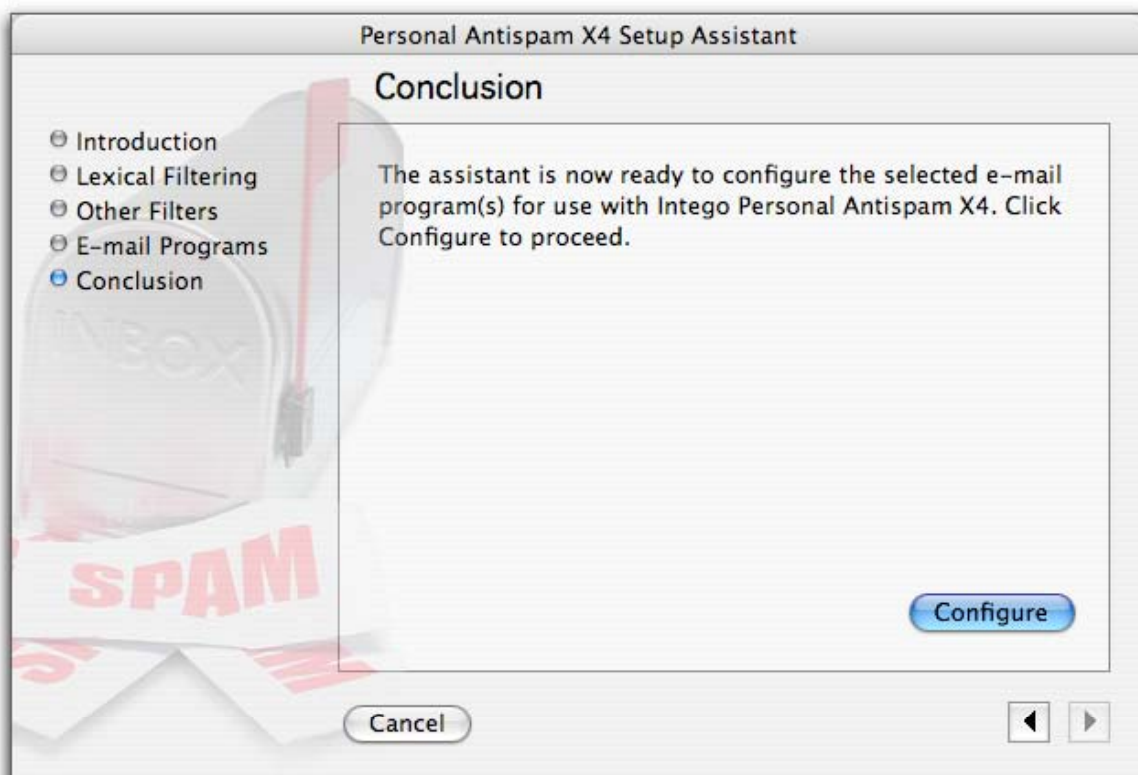 Personal Antispam X4 Setup Assistant
Conclusion
Introduction
Lexical Filtering
Other Filters
E-mail Programs
Conclusion
The assistant is now ready to configure the selected e-mail
program(s) for use with Intego Personal Antispam X4. Click
Configure to proceed.
INBOX
SPAM
Configure
Cancel